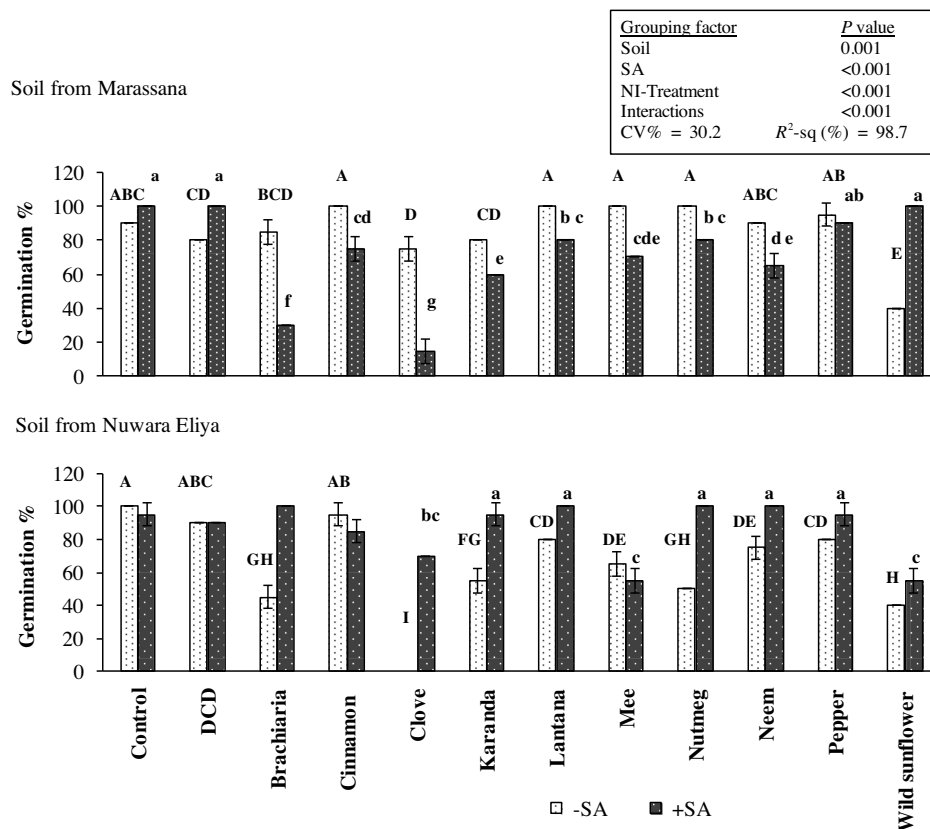 Grouping factor P value
Soil 0.001
SA <0.001
NI-Treatment <0.001
Interactions <0.001
CV% = 30.2 R²-sq (%) = 98.7
Soil from Marassana
Germination %
120
100
80
60
40
20
0
ABC a CD a BCD f A cd D g CD e A b c A cde A b c ABC d e AB ab E a
Soil from Nuwara Eliya
Germination %
120
100
80
60
40
20
0
A ABC GH AB I bc FG a CD a DE c GH a DE a CD a H c
Control
DCD
Brachiaria
Cinnamon
Clove
Karanda
Lantana
Mee
Nutmeg
Neem
Pepper
Wild sunflower
-SA +SA